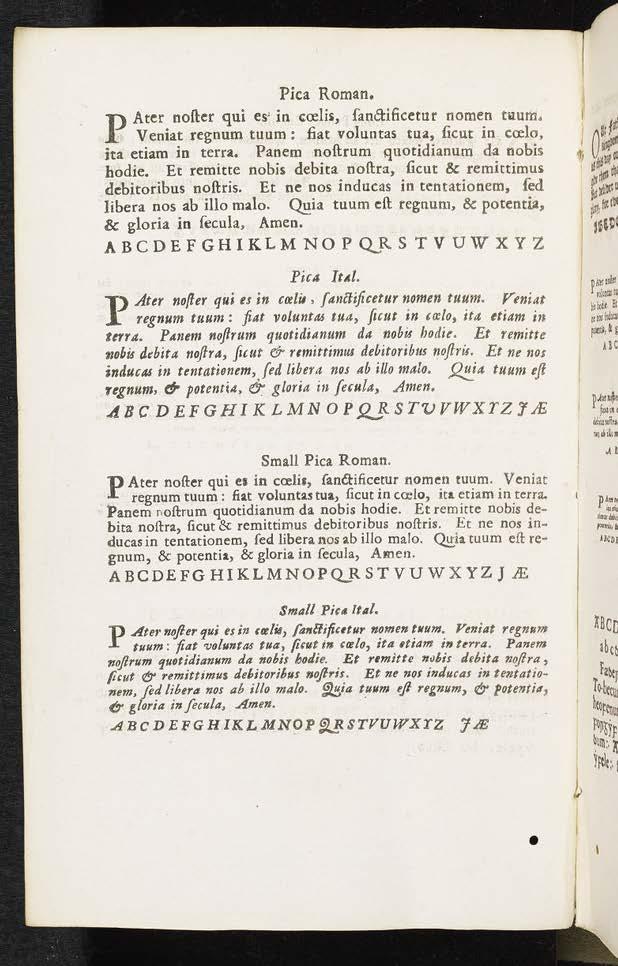 Pica Roman.
PAter noſter qui es in cœlis, ſanctificetur nomen tuum.
Veniat regnum tuum : fiat voluntas tua, ſicut in cœlo,
ita etiam in terra. Panem noſtrum quotidianum da nobis
hodie. Et remitte nobis debita noſtra, ſicut & remittimus
debitoribus noſtris. Et ne nos inducas in tentationem, ſed
libera nos ab illo malo. Quia tuum eſt regnum, & potentia,
& gloria in ſecula, Amen.
A B C D E F G H I K L M N O P Q R S T V U W X Y Z
Pica Ital.
PAter noſter qui es in cœlis, ſanctificetur nomen tuum. Veniat
regnum tuum : fiat voluntas tua, ſicut in cœlo, ita etiam in
terra. Panem noſtrum quotidianum da nobis hodie. Et remitte
nobis debita noſtra, ſicut & remittimus debitoribus noſtris. Et ne nos
inducas in tentationem, ſed libera nos ab illo malo. Quia tuum eſt
regnum, & potentia, & gloria in ſecula, Amen.
A B C D E F G H I K L M N O P Q R S T U V W X Y Z J Æ
Small Pica Roman.
PAter noſter qui es in cœlis, ſanctificetur nomen tuum. Veniat
regnum tuum : fiat voluntas tua, ſicut in cœlo, ita etiam in terra.
Panem noſtrum quotidianum da nobis hodie. Et remitte nobis de-
bita noſtra, ſicut & remittimus debitoribus noſtris. Et ne nos in-
ducas in tentationem, ſed libera nos ab illo malo. Quia tuum eſt re-
gnum, & potentia, & gloria in ſecula, Amen.
A B C D E F G H I K L M N O P Q R S T V U W X Y Z J Æ
Small Pica Ital.
PAter noſter qui es in cœlis, ſanctificetur nomen tuum. Veniat regnum
tuum : fiat voluntas tua, ſicut in cœlo, ita etiam in terra. Panem
noſtrum quotidianum da nobis hodie. Et remitte nobis debita noſtra,
ſicut & remittimus debitoribus noſtris. Et ne nos inducas in tentatio-
nem, ſed libera nos ab illo malo. Quia tuum eſt regnum, & potentia,
& gloria in ſecula, Amen.
A B C D E F G H I K L M N O P Q R S T V U W X Y Z J Æ